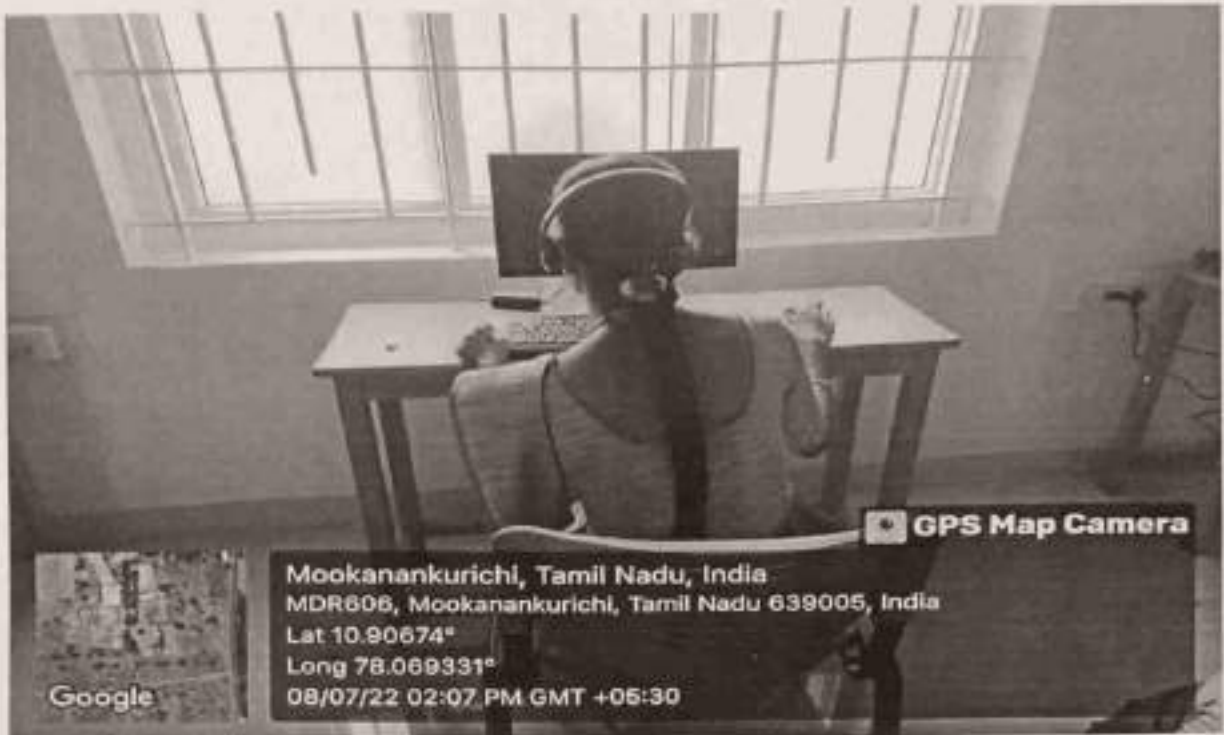 GPS Map Camera
Mookanankurichi, Tamil Nadu, India
MDR606, Mookanankurichi, Tamil Nadu 639005, India
Lat 10.90674°
Long 78.069331°
08/07/22 02:07 PM GMT +05:30
Google